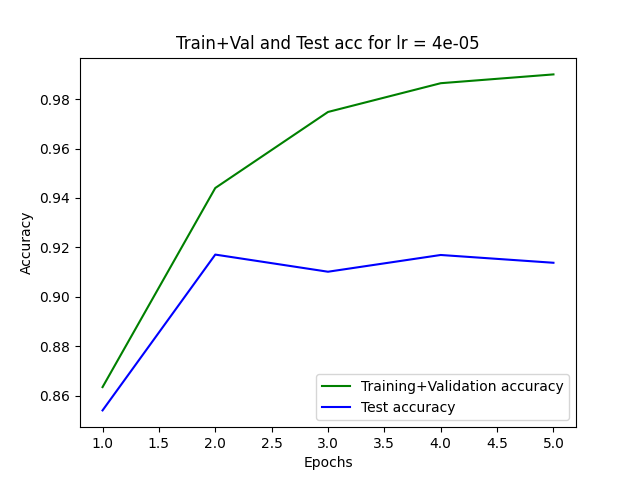 Train+Val and Test acc for lr = 4e-05
Accuracy
0.98
0.96
0.94
0.92
0.90
0.88
0.86
Training+Validation accuracy
Test accuracy
1.0 1.5 2.0 2.5 3.0 3.5 4.0 4.5 5.0
Epochs